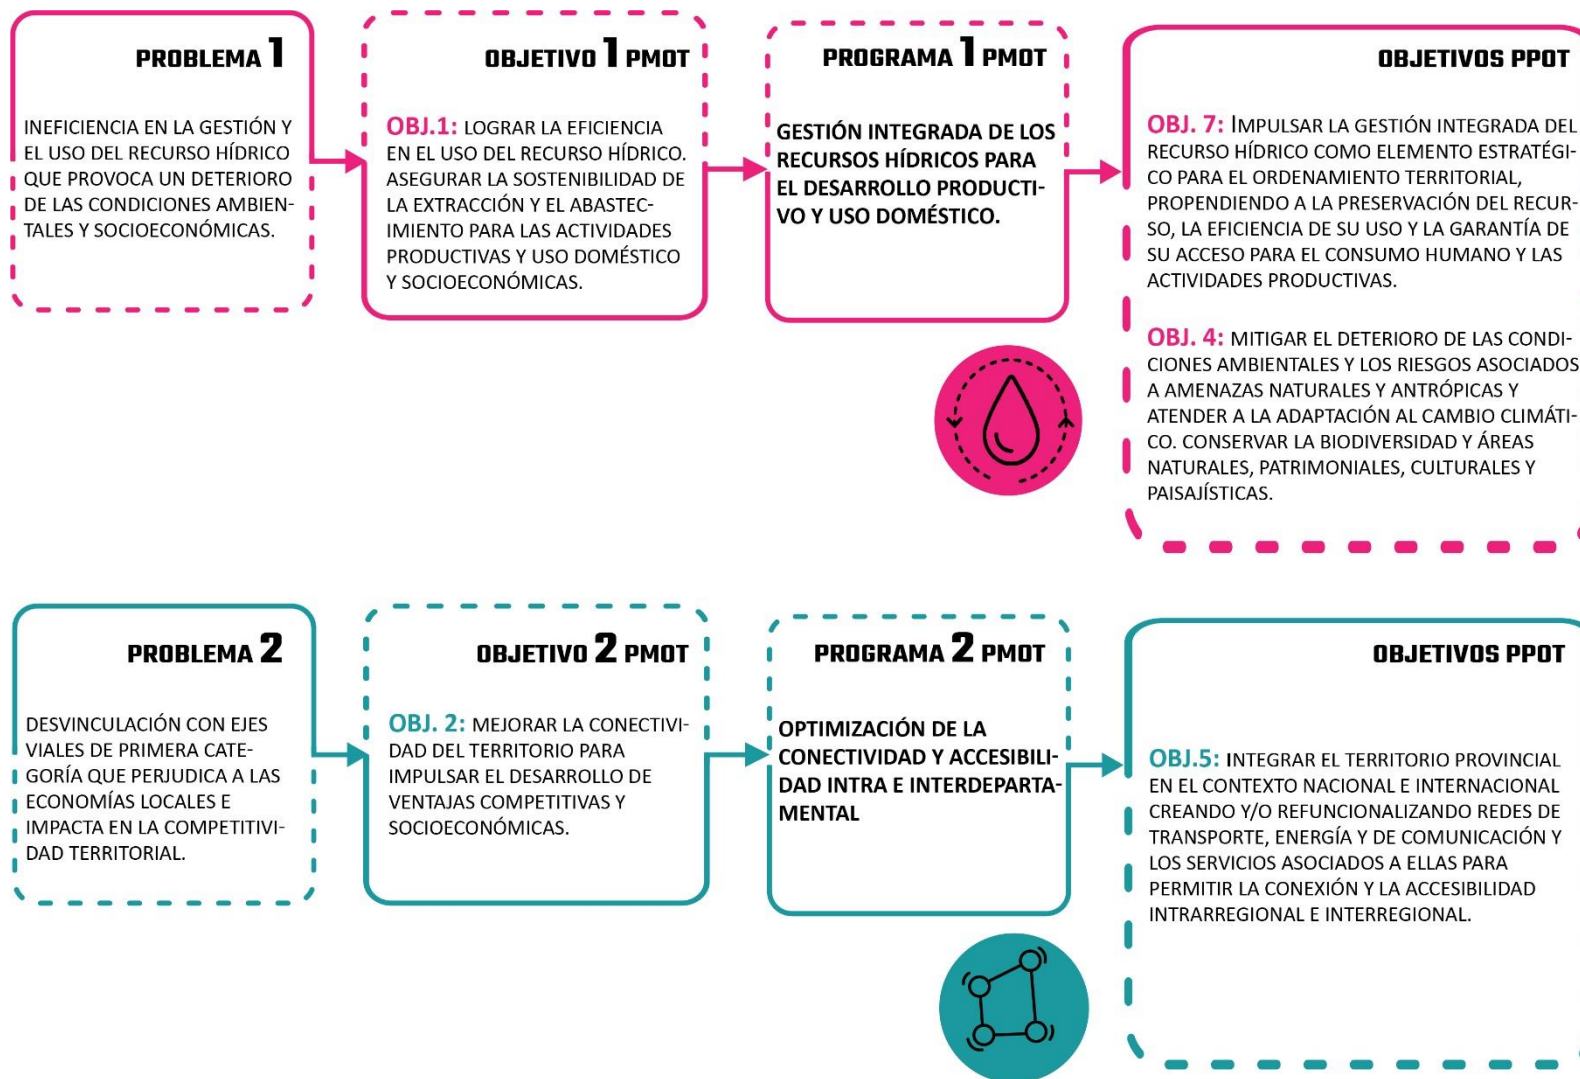 PROBLEMA 1
INEFICIENCIA EN LA GESTIÓN Y
EL USO DEL RECURSO HÍDRICO
QUE PROVOCA UN DETERIORO
DE LAS CONDICIONES AMBIEN-
TALES Y SOCIOECONÓMICAS.
OBJETIVO 1 PMOT
OBJ.1: LOGRAR LA EFICIENCIA
EN EL USO DEL RECURSO HÍDRICO.
ASEGURAR LA SOSTENIBILIDAD DE
LA EXTRACCIÓN Y EL ABASTEC-
IMIENTO PARA LAS ACTIVIDADES
PRODUCTIVAS Y USO DOMÉSTICO
Y SOCIOECONÓMICAS.
PROGRAMA 1 PMOT
GESTIÓN INTEGRADA DE LOS
RECURSOS HÍDRICOS PARA
EL DESARROLLO PRODUCTI-
VO Y USO DOMÉSTICO.
OBJETIVOS PPOT
OBJ. 7: IMPULSAR LA GESTIÓN INTEGRADA DEL
RECURSO HÍDRICO COMO ELEMENTO ESTRATÉGI-
CO PARA EL ORDENAMIENTO TERRITORIAL,
PROPENDIENDO A LA PRESERVACIÓN DEL RECUR-
SO, LA EFICIENCIA DE SU USO Y LA GARANTÍA DE
SU ACCESO PARA EL CONSUMO HUMANO Y LAS
ACTIVIDADES PRODUCTIVAS.
OBJ. 4: MITIGAR EL DETERIORO DE LAS CONDI-
CIONES AMBIENTALES Y LOS RIESGOS ASOCIADOS
A AMENAZAS NATURALES Y ANTRÓPICAS Y
ATENDER A LA ADAPTACIÓN AL CAMBIO CLIMÁTI-
CO. CONSERVAR LA BIODIVERSIDAD Y ÁREAS
NATURALES, PATRIMONIALES, CULTURALES Y
PAISAJÍSTICAS.
PROBLEMA 2
DESVINCULACIÓN CON EJES
VIALES DE PRIMERA CATE-
GORÍA QUE PERJUDICA A LAS
ECONOMÍAS LOCALES E
IMPACTA EN LA COMPETITIVI-
DAD TERRITORIAL.
OBJETIVO 2 PMOT
OBJ. 2: MEJORAR LA CONECTIVI-
DAD DEL TERRITORIO PARA
IMPULSAR EL DESARROLLO DE
VENTAJAS COMPETITIVAS Y
SOCIOECONÓMICAS.
PROGRAMA 2 PMOT
OPTIMIZACIÓN DE LA
CONECTIVIDAD Y ACCESIBILI-
DAD INTRA E INTERDEPARTA-
MENTAL
OBJETIVOS PPOT
OBJ.5: INTEGRAR EL TERRITORIO PROVINCIAL
EN EL CONTEXTO NACIONAL E INTERNACIONAL
CREANDO Y/O REFUNCIONALIZANDO REDES DE
TRANSPORTE, ENERGÍA Y DE COMUNICACIÓN Y
LOS SERVICIOS ASOCIADOS A ELLAS PARA
PERMITIR LA CONEXIÓN Y LA ACCESIBILIDAD
INTRARREGIONAL E INTERREGIONAL.